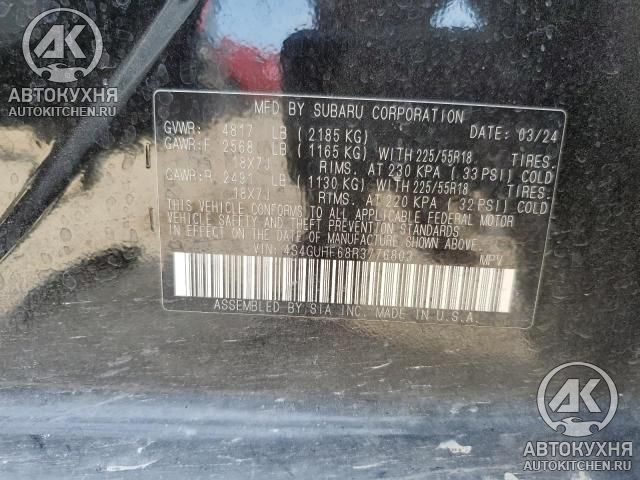 АК
АВТОКУХНЯ
AUTOKITCHEN.RU
MFD BY SUBARU CORPORATION
GVWR: 4817 LB (2185 KG) DATE: 03/24
GAWR:F 2568 LB (1165 KG) WITH 225/55R18 TIRES.
18X7J RIMS. AT 230 KPA (33 PSI) COLD
GAWR:R 2491 LB (1130 KG) WITH 225/55R18 TIRES.
18X7J RIMS. AT 220 KPA (32 PSI) COLD
THIS VEHICLE CONFORMS TO ALL APPLICABLE FEDERAL MOTOR
VEHICLE SAFETY AND THEFT PREVENTION STANDARDS
IN EFFECT ON THE DATE OF MANUFACTURE SHOWN ABOVE.
VIN: 4S4GUHF68R3776803 MPV
ASSEMBLED BY SIA INC. MADE IN U.S.A.
АК
АВТОКУХНЯ
AUTOKITCHEN.RU